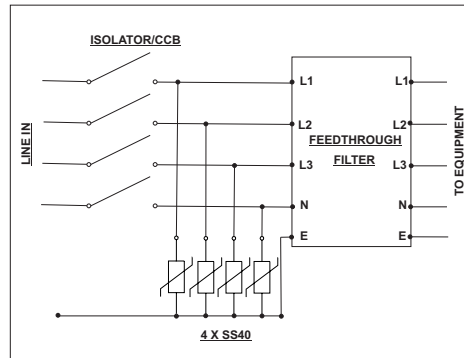 ISOLATOR/CCB
LINE IN
L1
L2
L3
N
E
FEEDTHROUGH
FILTER
L1
L2
L3
N
E
TO EQUIPMENT
4 X SS40